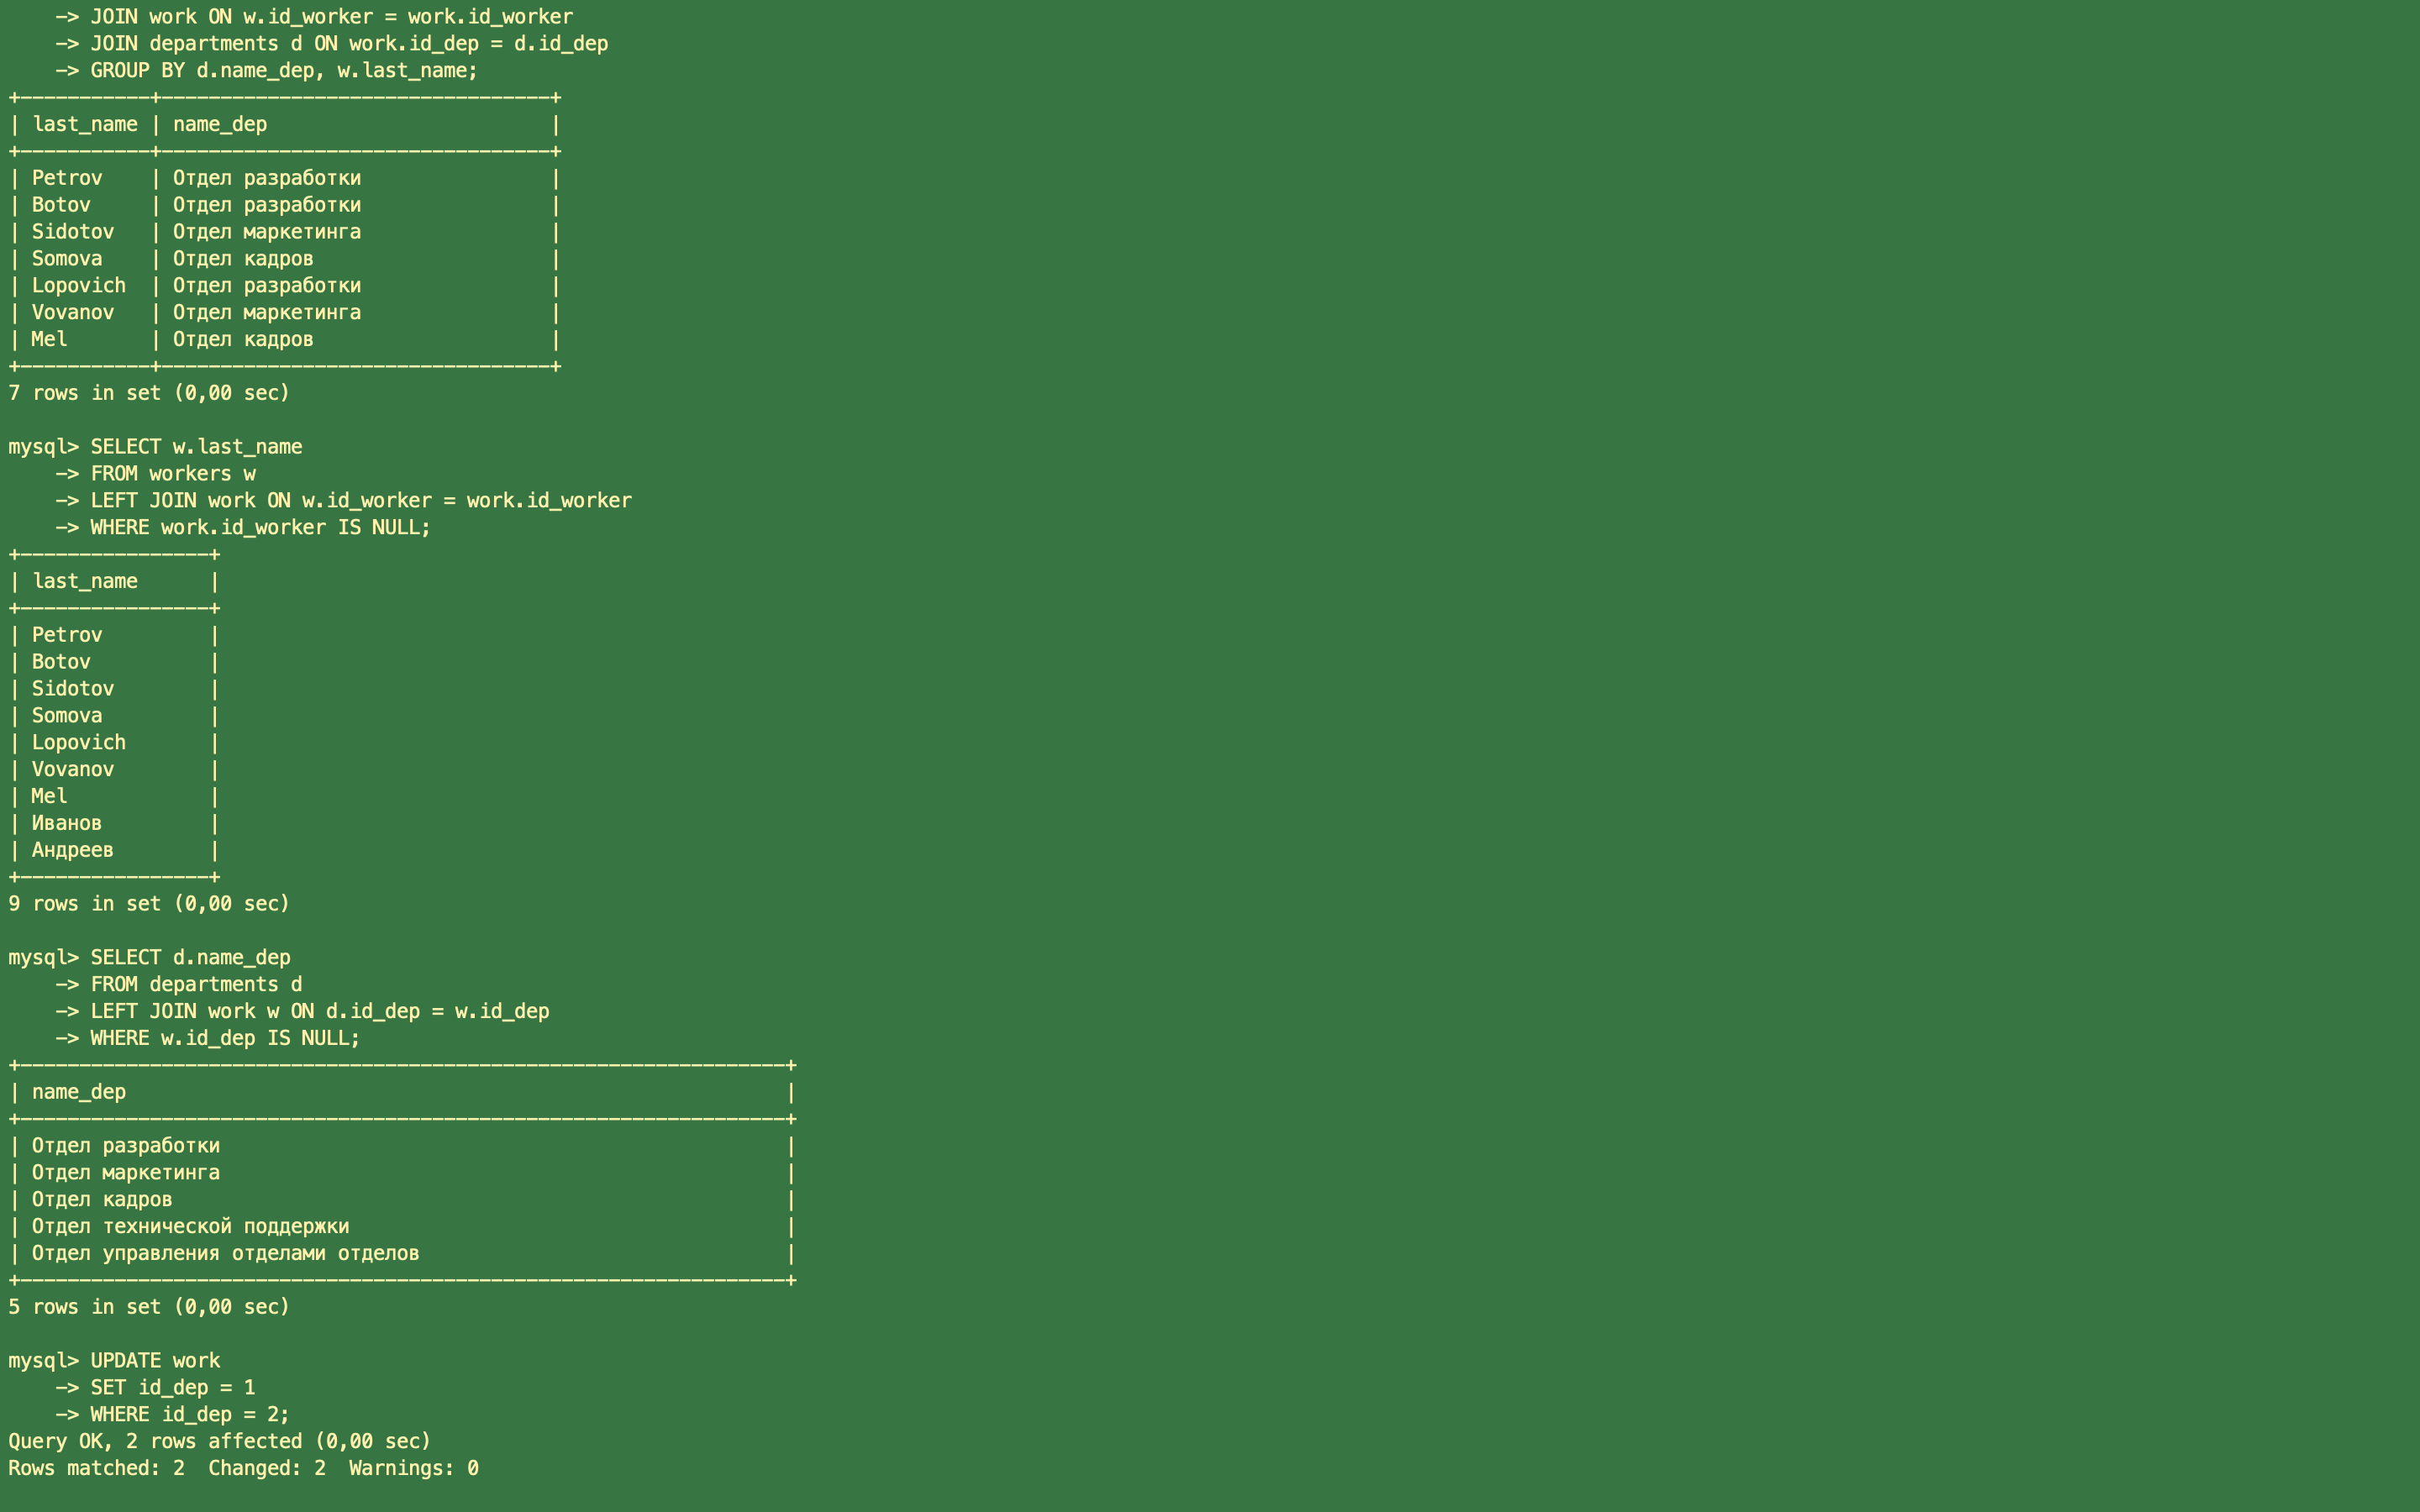 -> JOIN work ON w.id_worker = work.id_worker
    -> JOIN departments d ON work.id_dep = d.id_dep
    -> GROUP BY d.name_dep, w.last_name;
+-----------+---------------------------------+
| last_name | name_dep                        |
+-----------+---------------------------------+
| Petrov    | Отдел разработки                |
| Botov     | Отдел разработки                |
| Sidotov   | Отдел маркетинга                |
| Somova    | Отдел кадров                    |
| Lopovich  | Отдел разработки                |
| Vovanov   | Отдел маркетинга                |
| Mel       | Отдел кадров                    |
+-----------+---------------------------------+
7 rows in set (0,00 sec)

mysql> SELECT w.last_name
    -> FROM workers w
    -> LEFT JOIN work ON w.id_worker = work.id_worker
    -> WHERE work.id_worker IS NULL;
+----------------+
| last_name      |
+----------------+
| Petrov         |
| Botov          |
| Sidotov        |
| Somova         |
| Lopovich       |
| Vovanov        |
| Mel            |
| Иванов         |
| Андреев        |
+----------------+
9 rows in set (0,00 sec)

mysql> SELECT d.name_dep
    -> FROM departments d
    -> LEFT JOIN work w ON d.id_dep = w.id_dep
    -> WHERE w.id_dep IS NULL;
+-----------------------------------------------------------------+
| name_dep                                                        |
+-----------------------------------------------------------------+
| Отдел разработки                                                |
| Отдел маркетинга                                                |
| Отдел кадров                                                    |
| Отдел технической поддержки                                     |
| Отдел управления отделами отделов                               |
+-----------------------------------------------------------------+
5 rows in set (0,00 sec)

mysql> UPDATE work
    -> SET id_dep = 1
    -> WHERE id_dep = 2;
Query OK, 2 rows affected (0,00 sec)
Rows matched: 2  Changed: 2  Warnings: 0